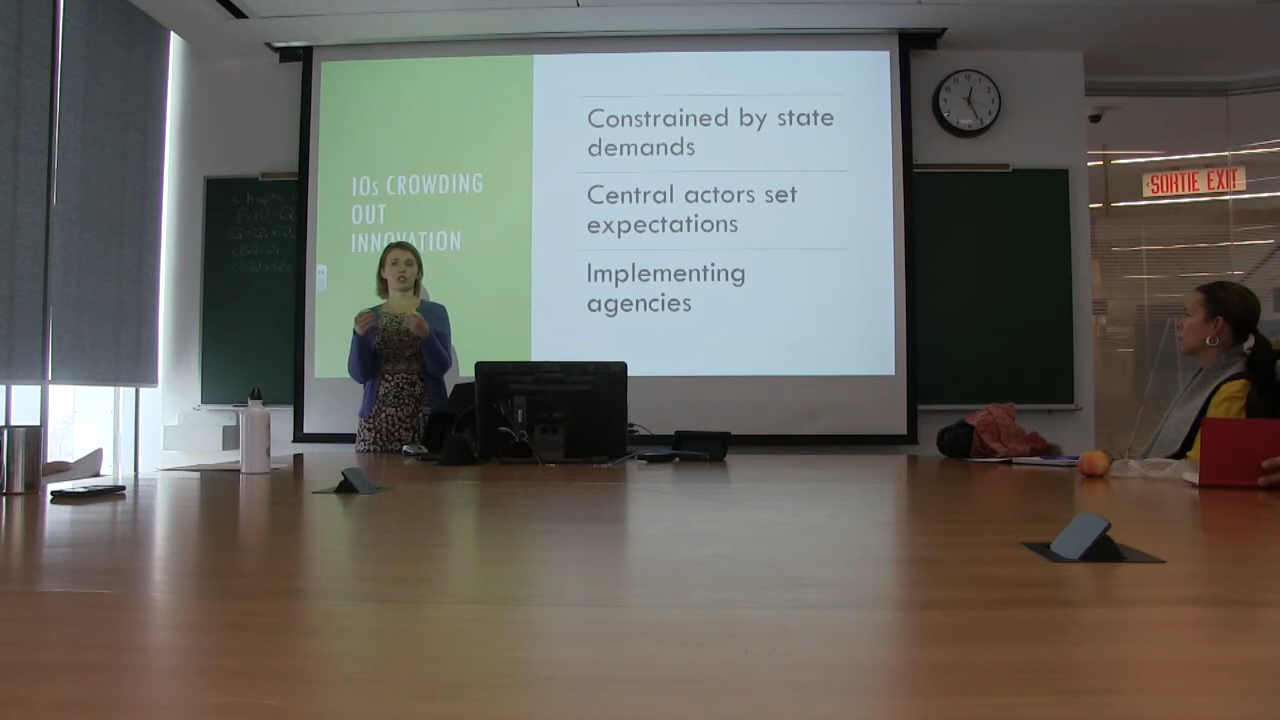 IOs CROWDING
OUT
INNOVATION
Constrained by state
demands
Central actors set
expectations
Implementing
agencies
SORTIE EXIT